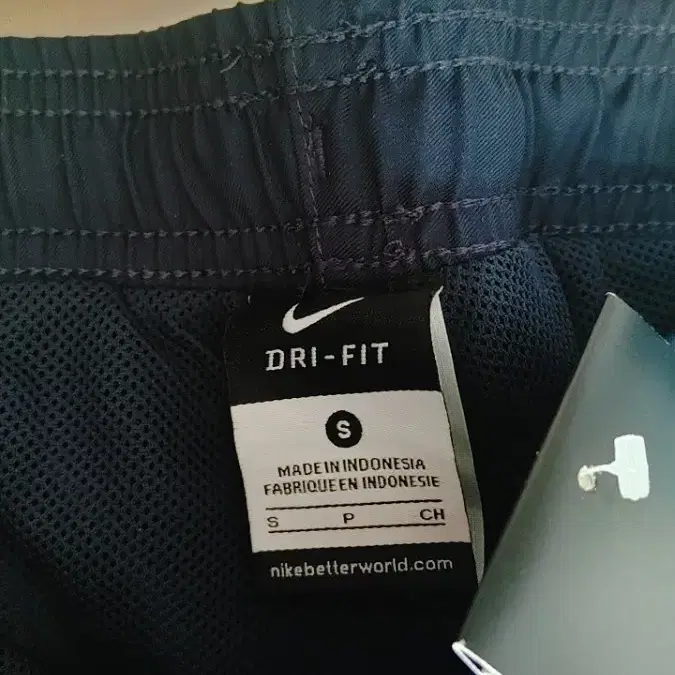 DRI-FIT
S
MADE IN INDONESIA
FABRIQUE EN INDONESIE
S P CH
nikebetterworld.com